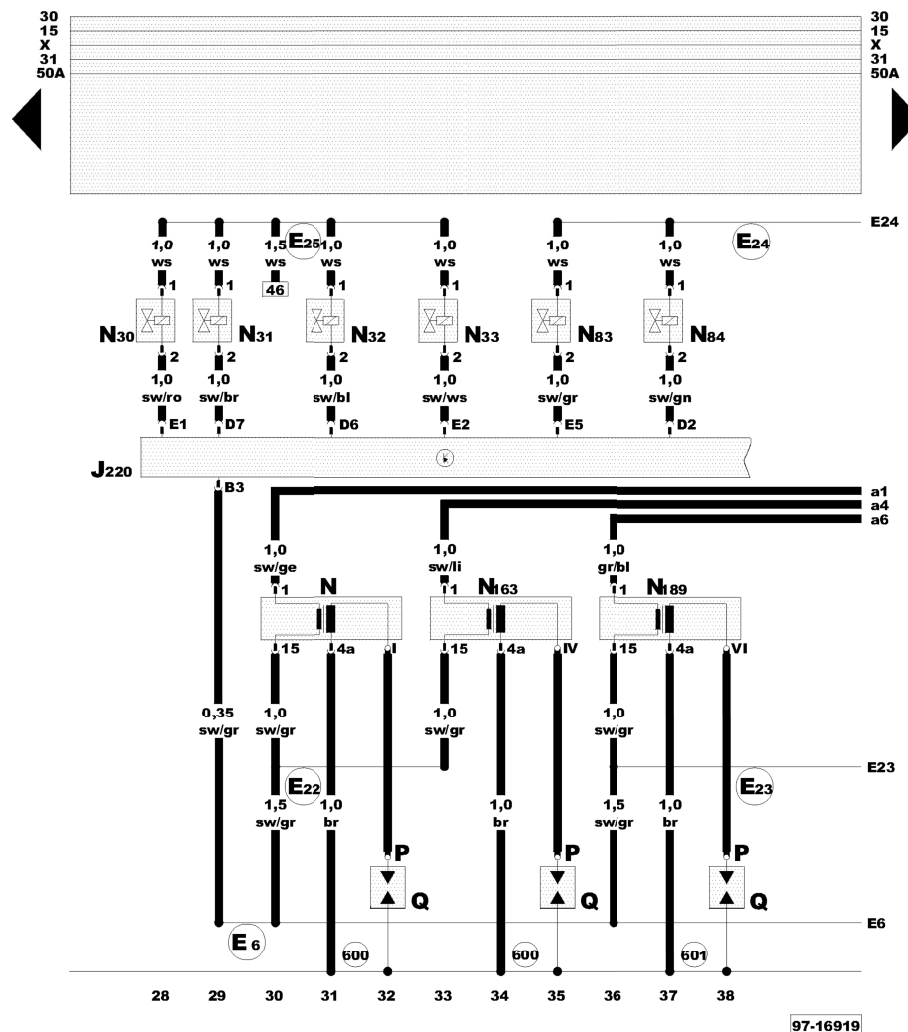 30 30
15 15
X X
31 31
50A 50A
E24
1,0 1,0 1,5 E25 1,0 1,0 1,0 1,0 E24
ws ws ws ws ws ws ws
1 1 46 1 1 1 1
N30 N31 N32 N33 N83 N84
2 2 2 2 2 2
1,0 1,0 1,0 1,0 1,0 1,0
sw/ro sw/br sw/bl sw/ws sw/gr sw/gn
E1 D7 D6 E2 E5 D2
J220
B3
a1
a4
a6
1,0 1,0 1,0
sw/ge sw/li gr/bl
1 N 1 N163 1 N189
15 4a I 15 4a IV 15 4a VI
0,35 1,0 1,0 1,0
sw/gr sw/gr sw/gr sw/gr
E23
E22 E23
1,5 1,0 1,0 1,5 1,0
sw/gr br br sw/gr br
P P P
Q Q Q
E6
E6
600 600 601
28 29 30 31 32 33 34 35 36 37 38
97-16919